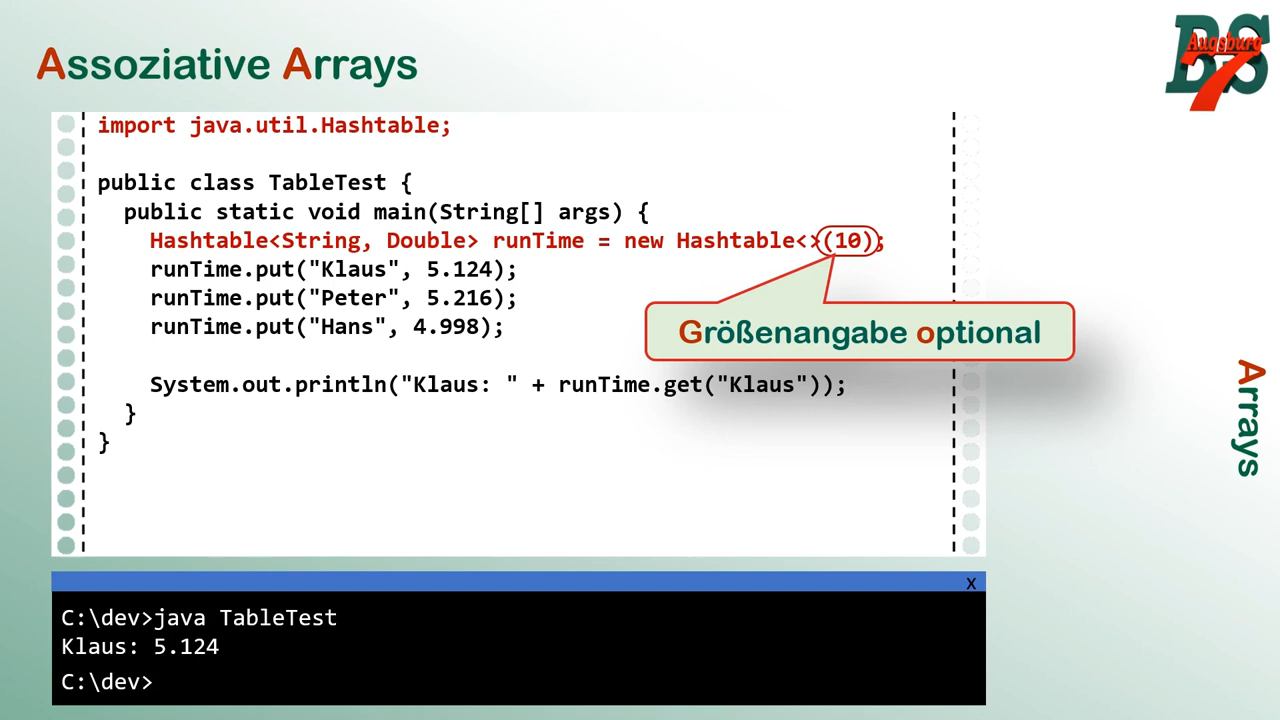 Assoziative Arrays
BS
Augsburg
7
import java.util.Hashtable;
public class TableTest {
public static void main(String[] args) {
Hashtable<String, Double> runTime = new Hashtable<>(10);
runTime.put("Klaus", 5.124);
runTime.put("Peter", 5.216);
runTime.put("Hans", 4.998);
Größenangabe optional
System.out.println("Klaus: " + runTime.get("Klaus"));
}
}
Arrays
x
C:\dev>java TableTest
Klaus: 5.124
C:\dev>